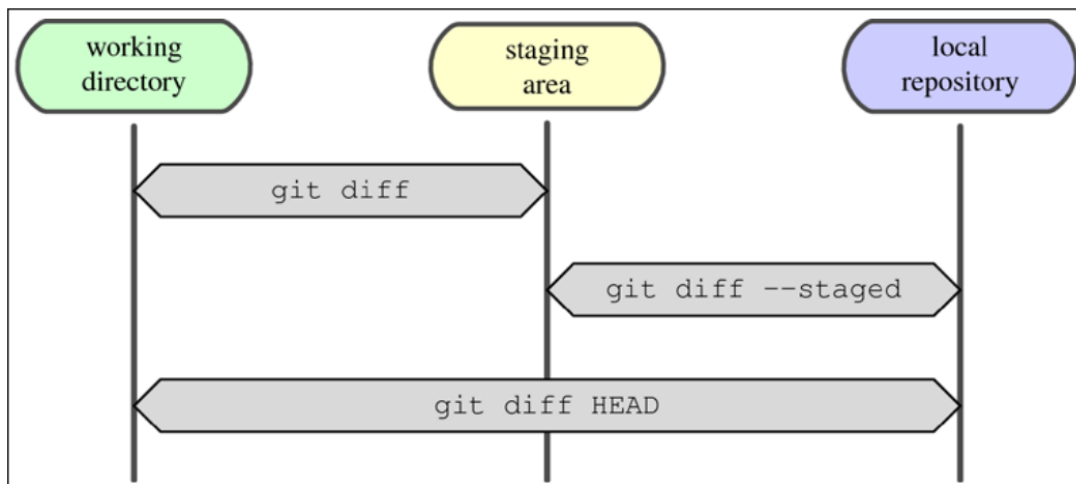 working
directory
staging
area
local
repository
git diff
git diff --staged
git diff HEAD